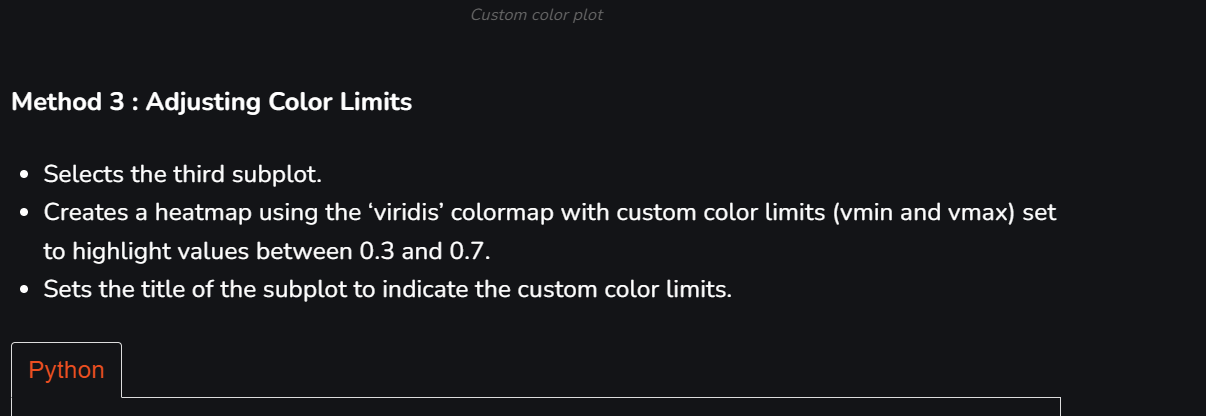 Custom color plot
Method 3 : Adjusting Color Limits
Selects the third subplot.
Creates a heatmap using the ‘viridis’ colormap with custom color limits (vmin and vmax) set
to highlight values between 0.3 and 0.7.
Sets the title of the subplot to indicate the custom color limits.
Python